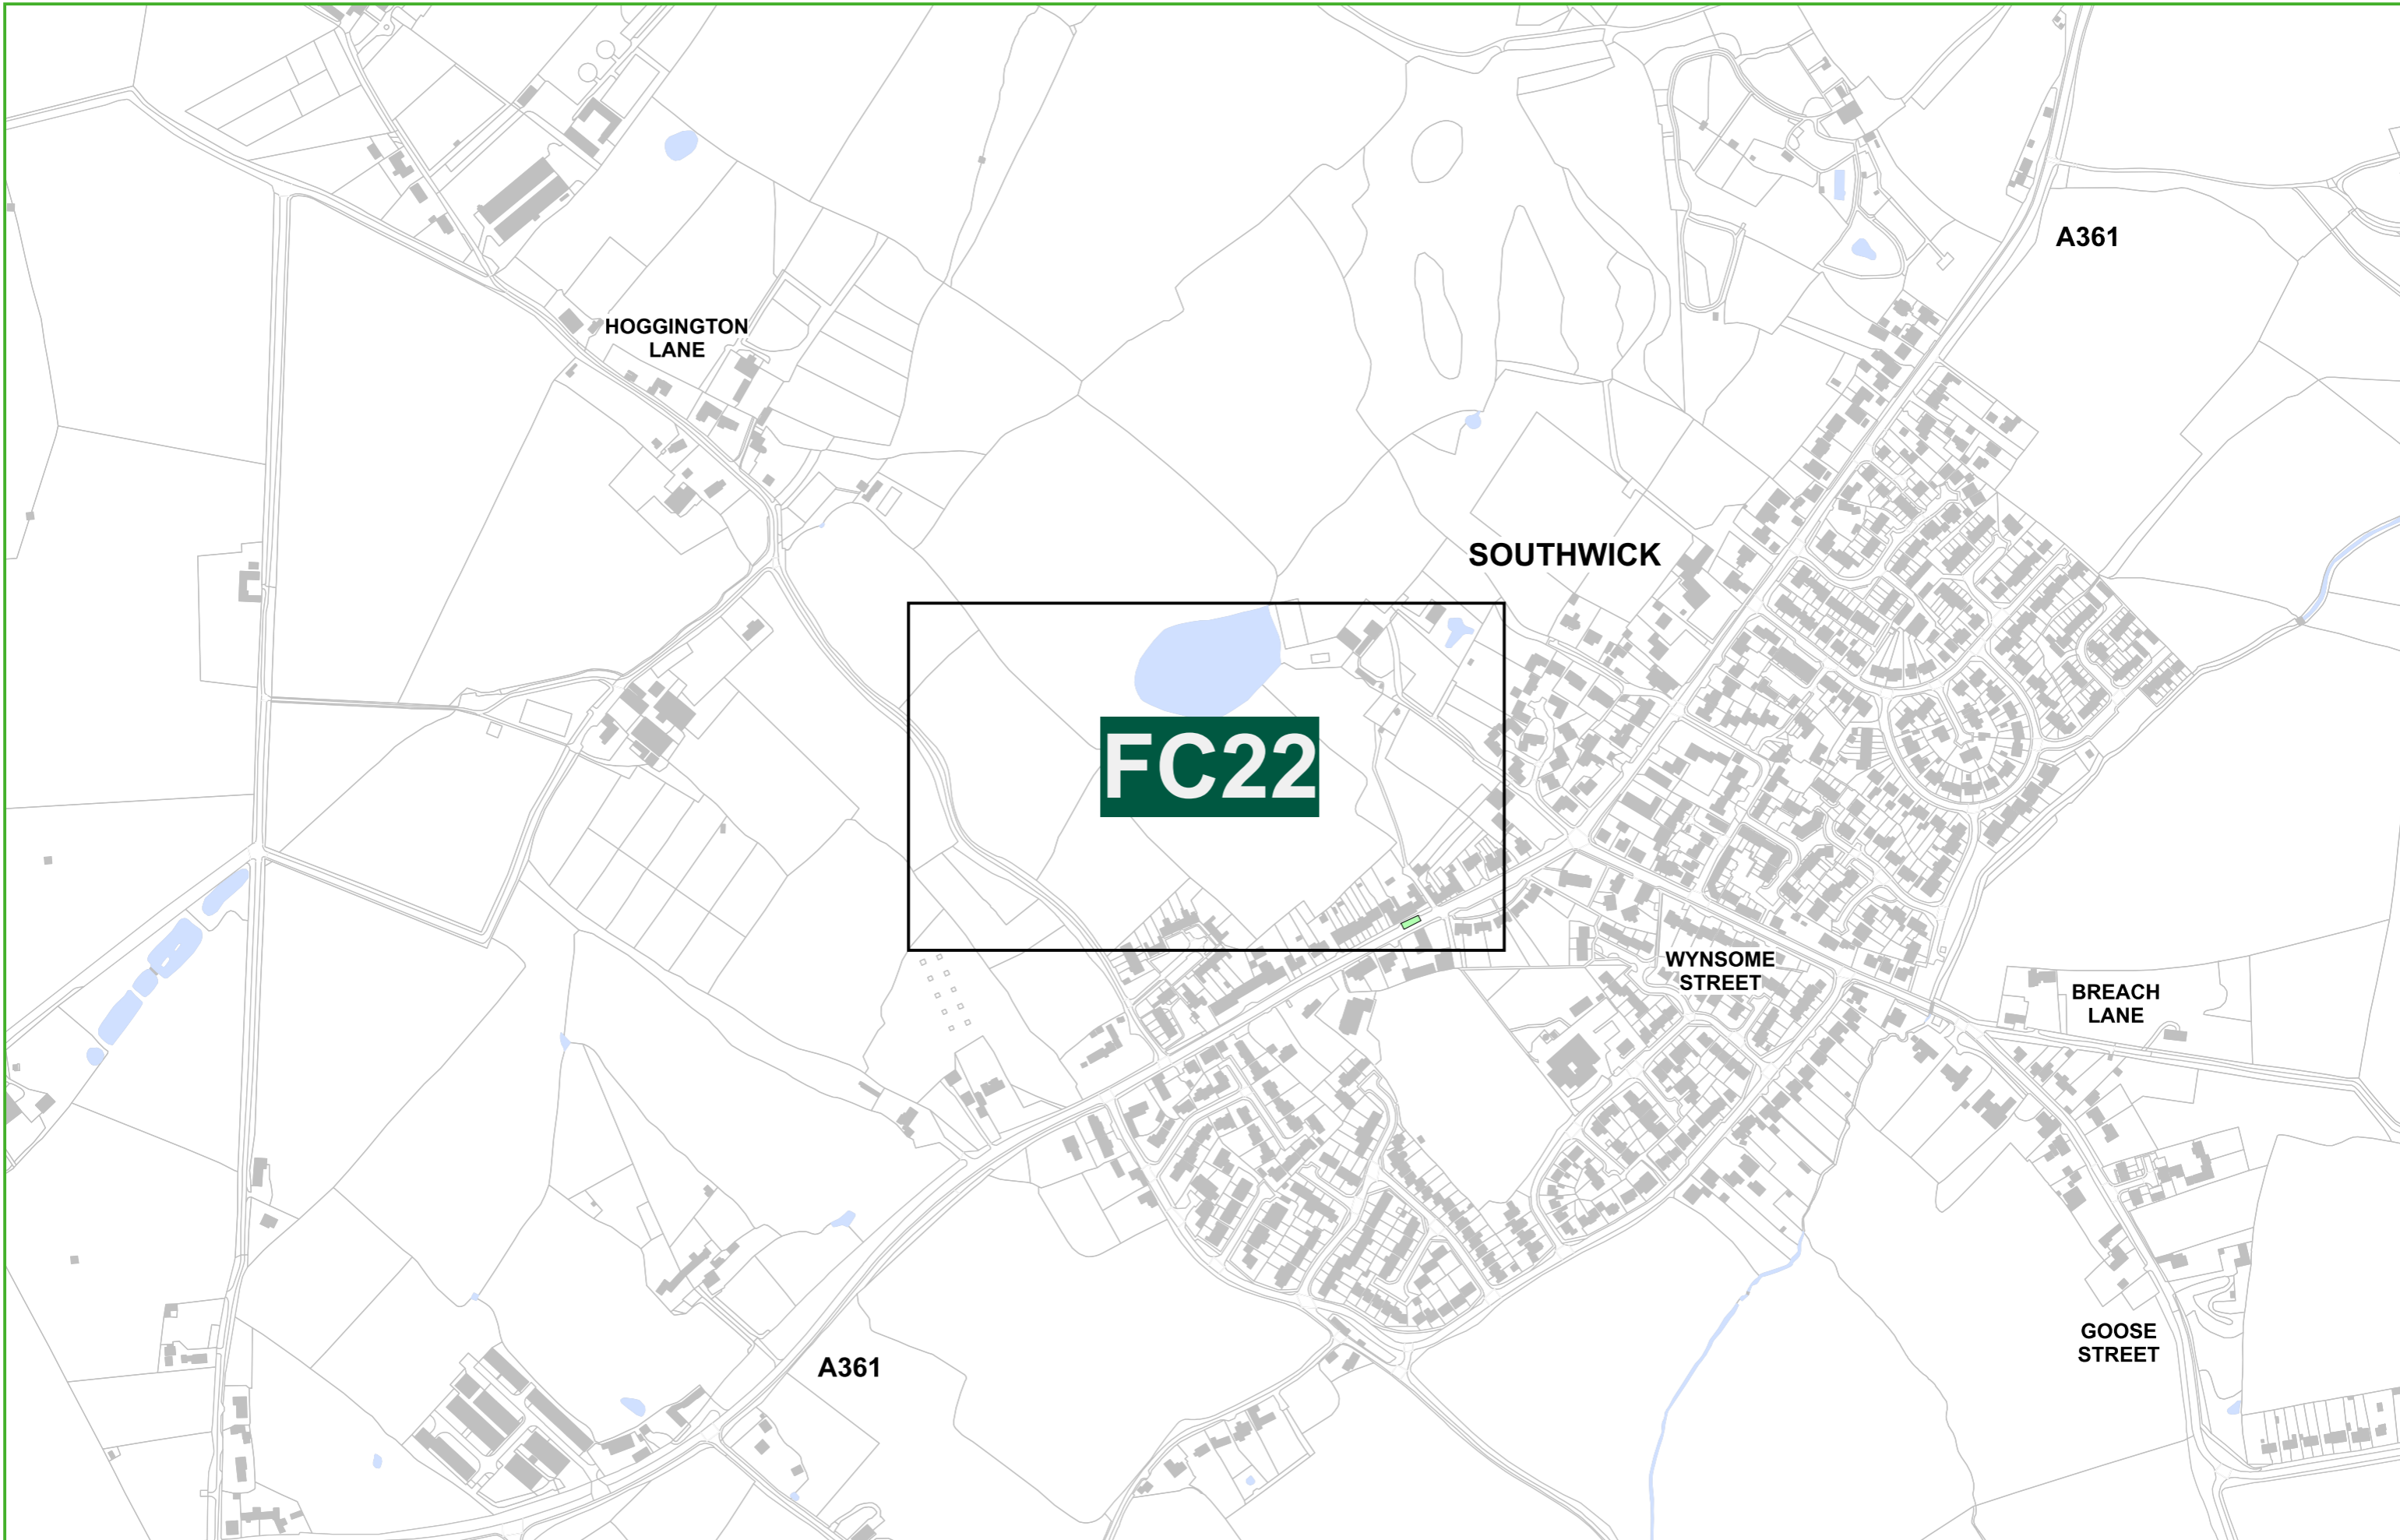 A361
HOGGINGTON
LANE
SOUTHWICK
FC22
WYNSOME
STREET
BREACH
LANE
GOOSE
STREET
A361